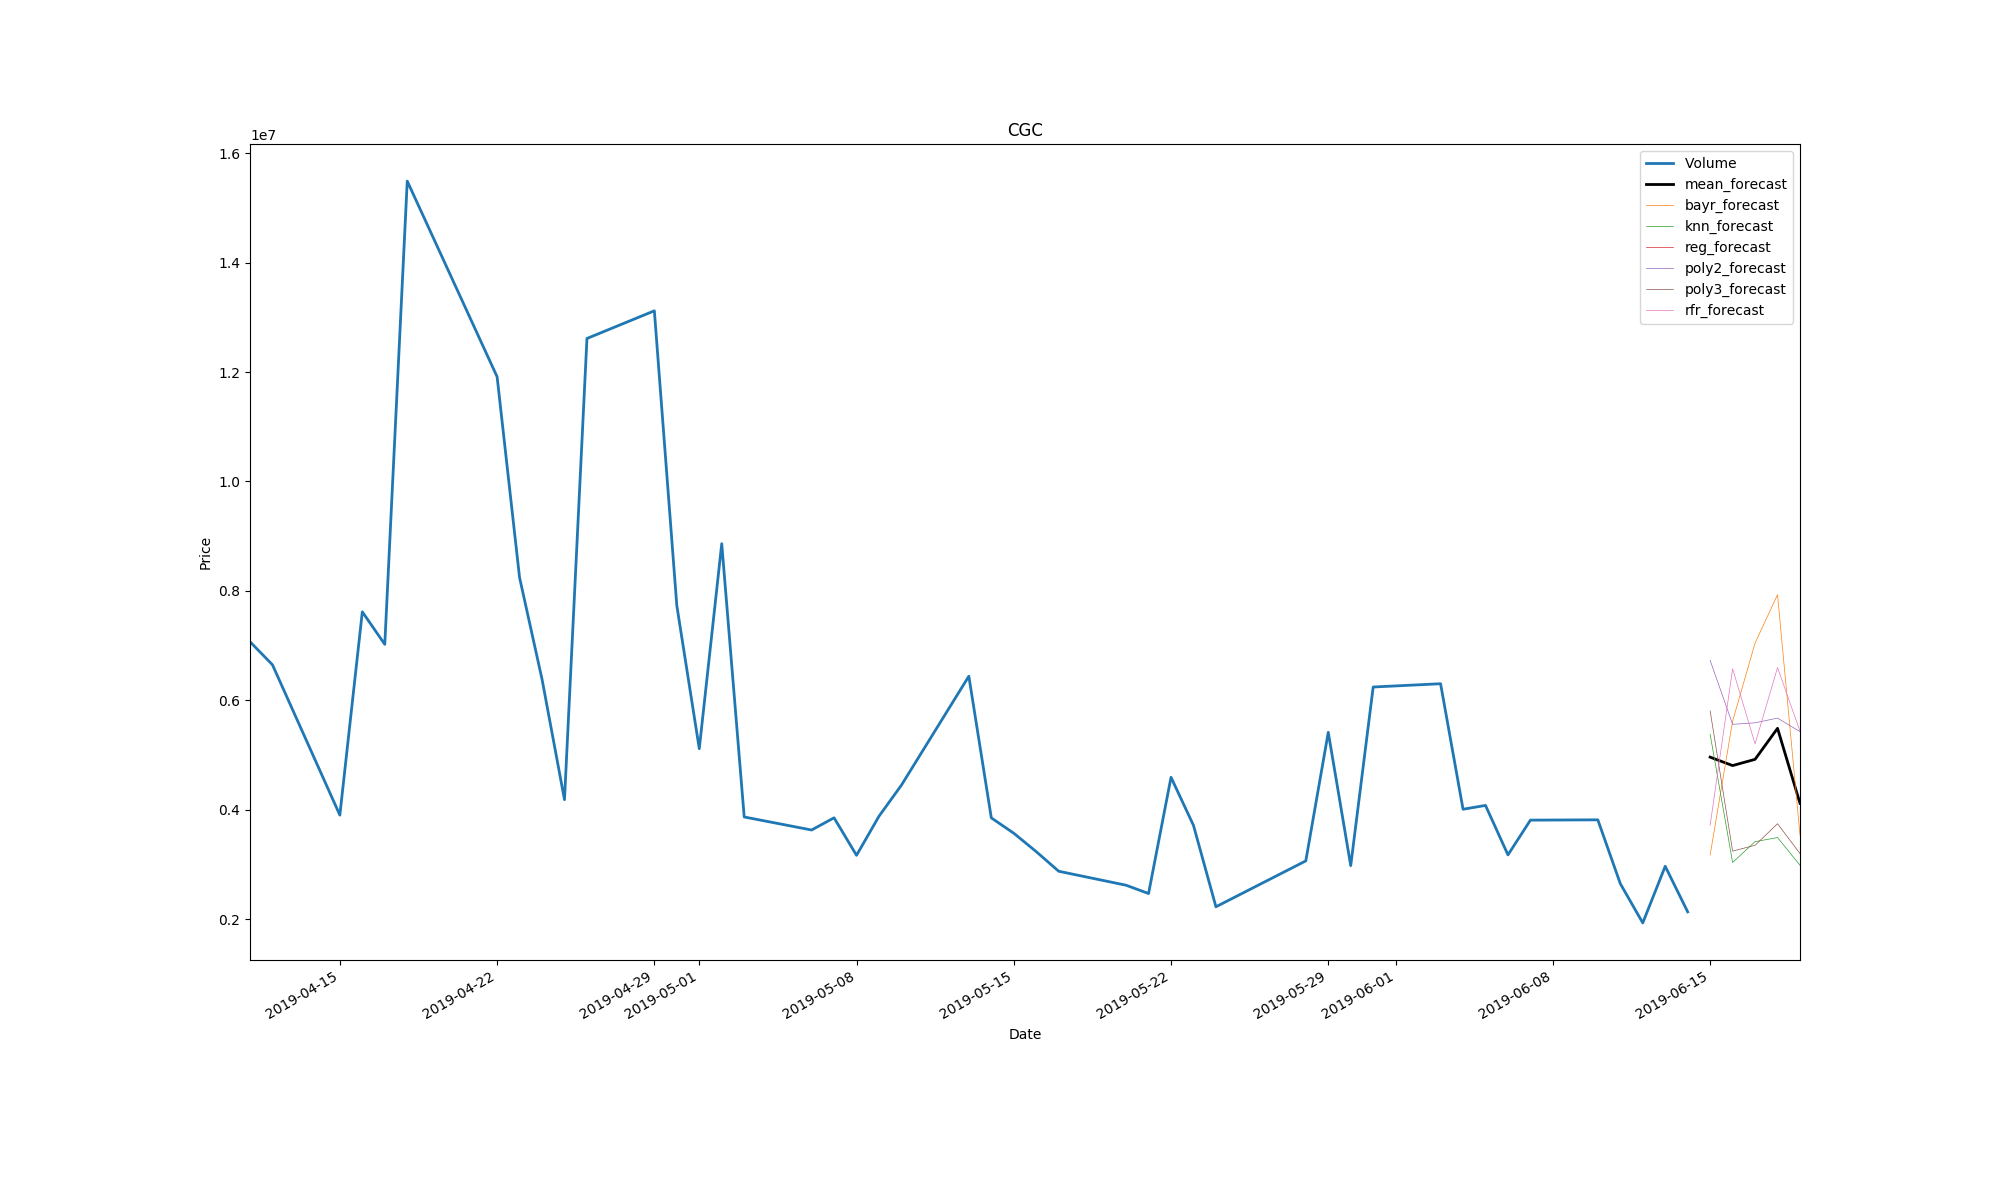 CGC
1e7
1.6
1.4
1.2
1.0
0.8
0.6
0.4
0.2
Price
Volume
mean_forecast
bayr_forecast
knn_forecast
reg_forecast
poly2_forecast
poly3_forecast
rfr_forecast
2019-04-15
2019-04-22
2019-04-29
2019-05-01
2019-05-08
2019-05-15
2019-05-22
2019-05-29
2019-06-01
2019-06-08
2019-06-15
Date